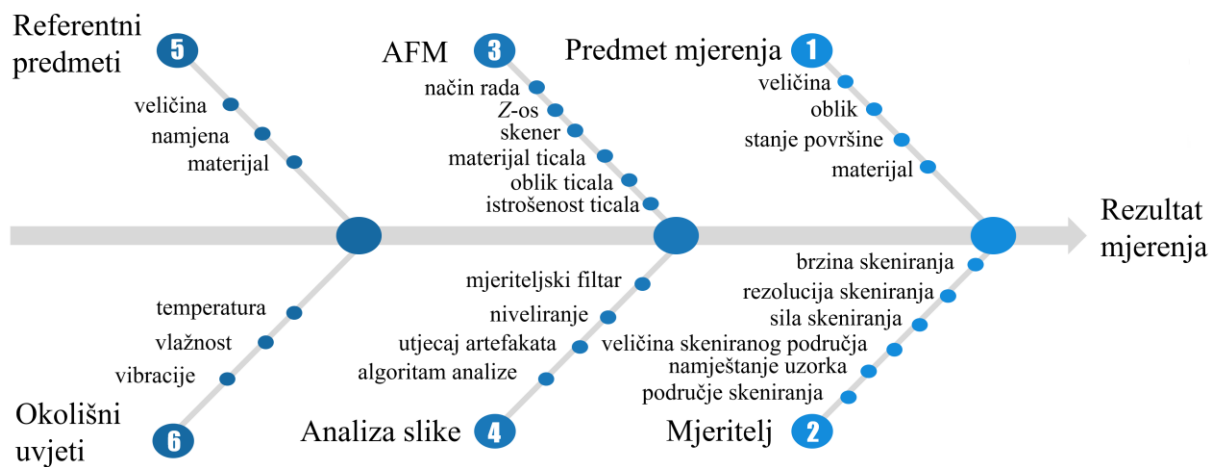 Referentni
predmeti
5
veličina
namjena
materijal
AFM
3
način rada
Z-os
skener
materijal ticala
oblik ticala
istrošenost ticala
Predmet mjerenja
1
veličina
oblik
stanje površine
materijal
Rezultat
mjerenja
temperatura
vlažnost
vibracije
Okolišni
uvjeti
6
mjeriteljski filtar
niveliranje
utjecaj artefakata
algoritam analize
Analiza slike
4
brzina skeniranja
rezolucija skeniranja
sila skeniranja
veličina skeniranog područja
namještanje uzorka
područje skeniranja
Mjeritelj
2